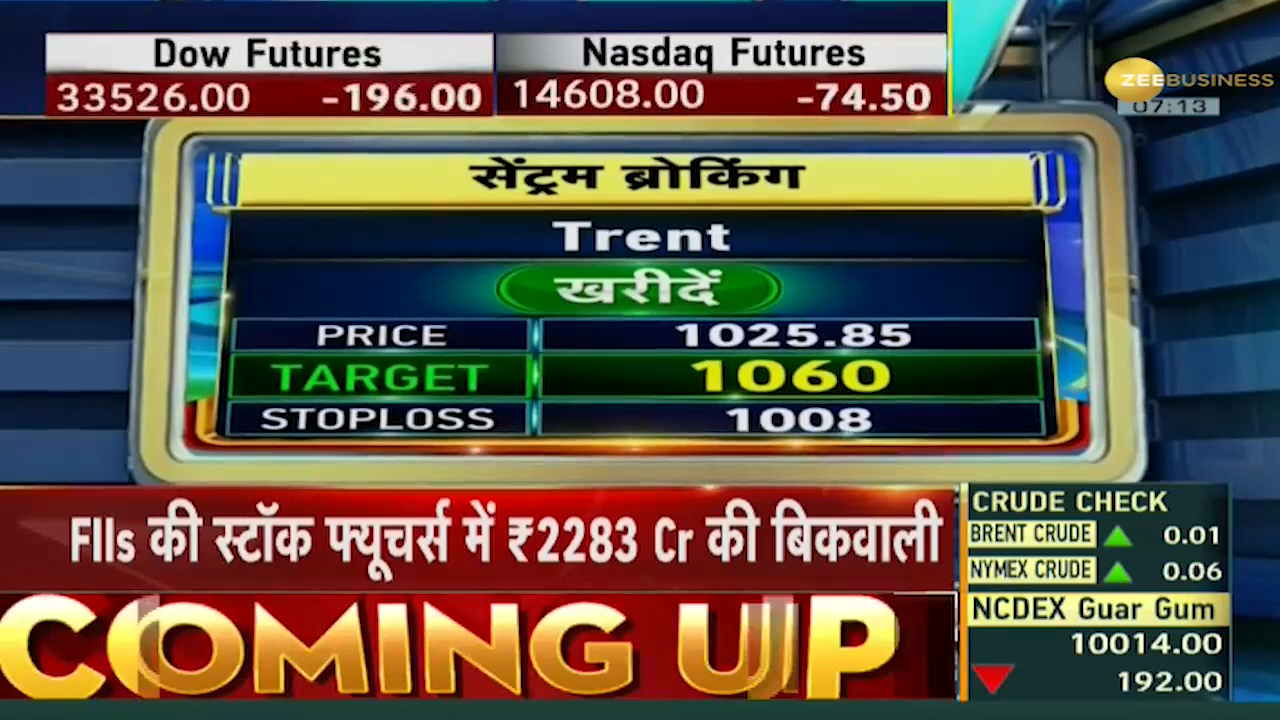 Dow Futures
33526.00 -196.00
Nasdaq Futures
14608.00 -74.50
ZEEBUSINESS
07:13
सेंट्रम ब्रोकिंग
Trent
खरीदें
PRICE 1025.85
TARGET 1060
STOPLOSS 1008
FIIs की स्टॉक फ्यूचर्स में ₹2283 Cr की बिकवाली
COMING UP
CRUDE CHECK
BRENT CRUDE 0.01
NYMEX CRUDE 0.06
NCDEX Guar Gum
10014.00
192.00